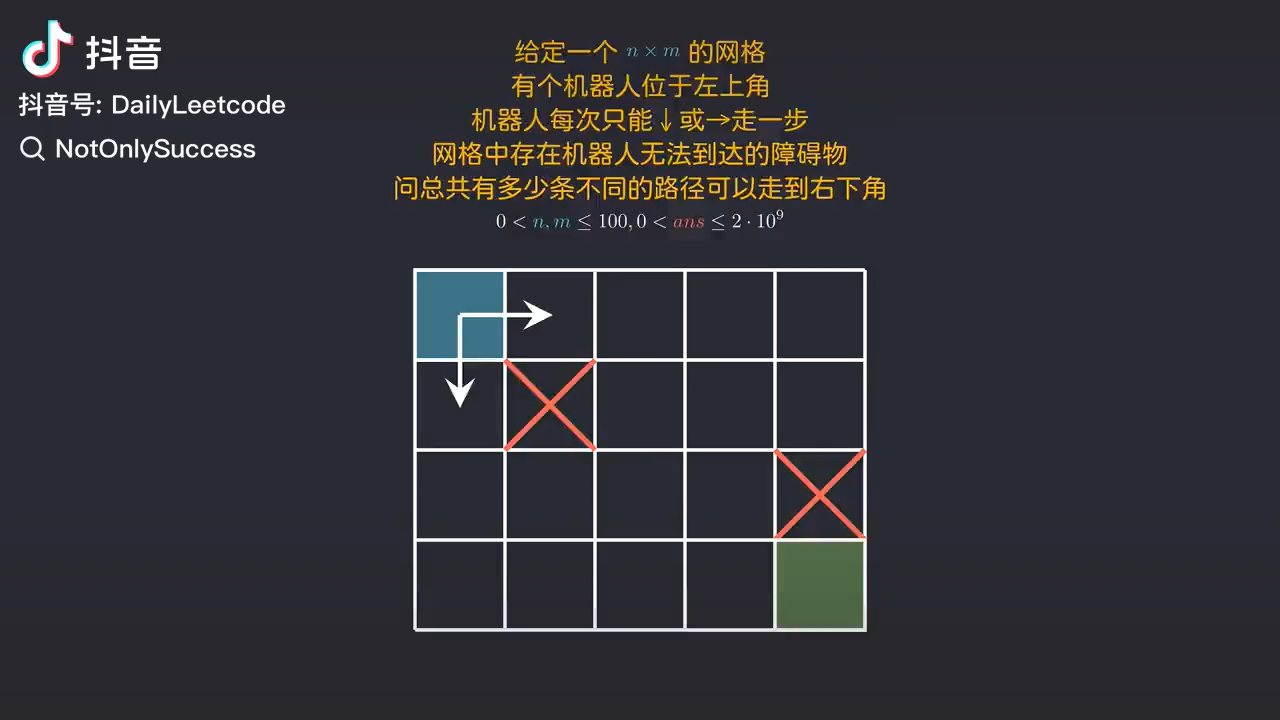 抖音
抖音号: DailyLeetcode
NotOnlySuccess
给定一个 n × m 的网格
有个机器人位于左上角
机器人每次只能↓或→走一步
网格中存在机器人无法到达的障碍物
问总共有多少条不同的路径可以走到右下角
0 < n, m ≤ 100, 0 < ans ≤ 2 · 10⁹